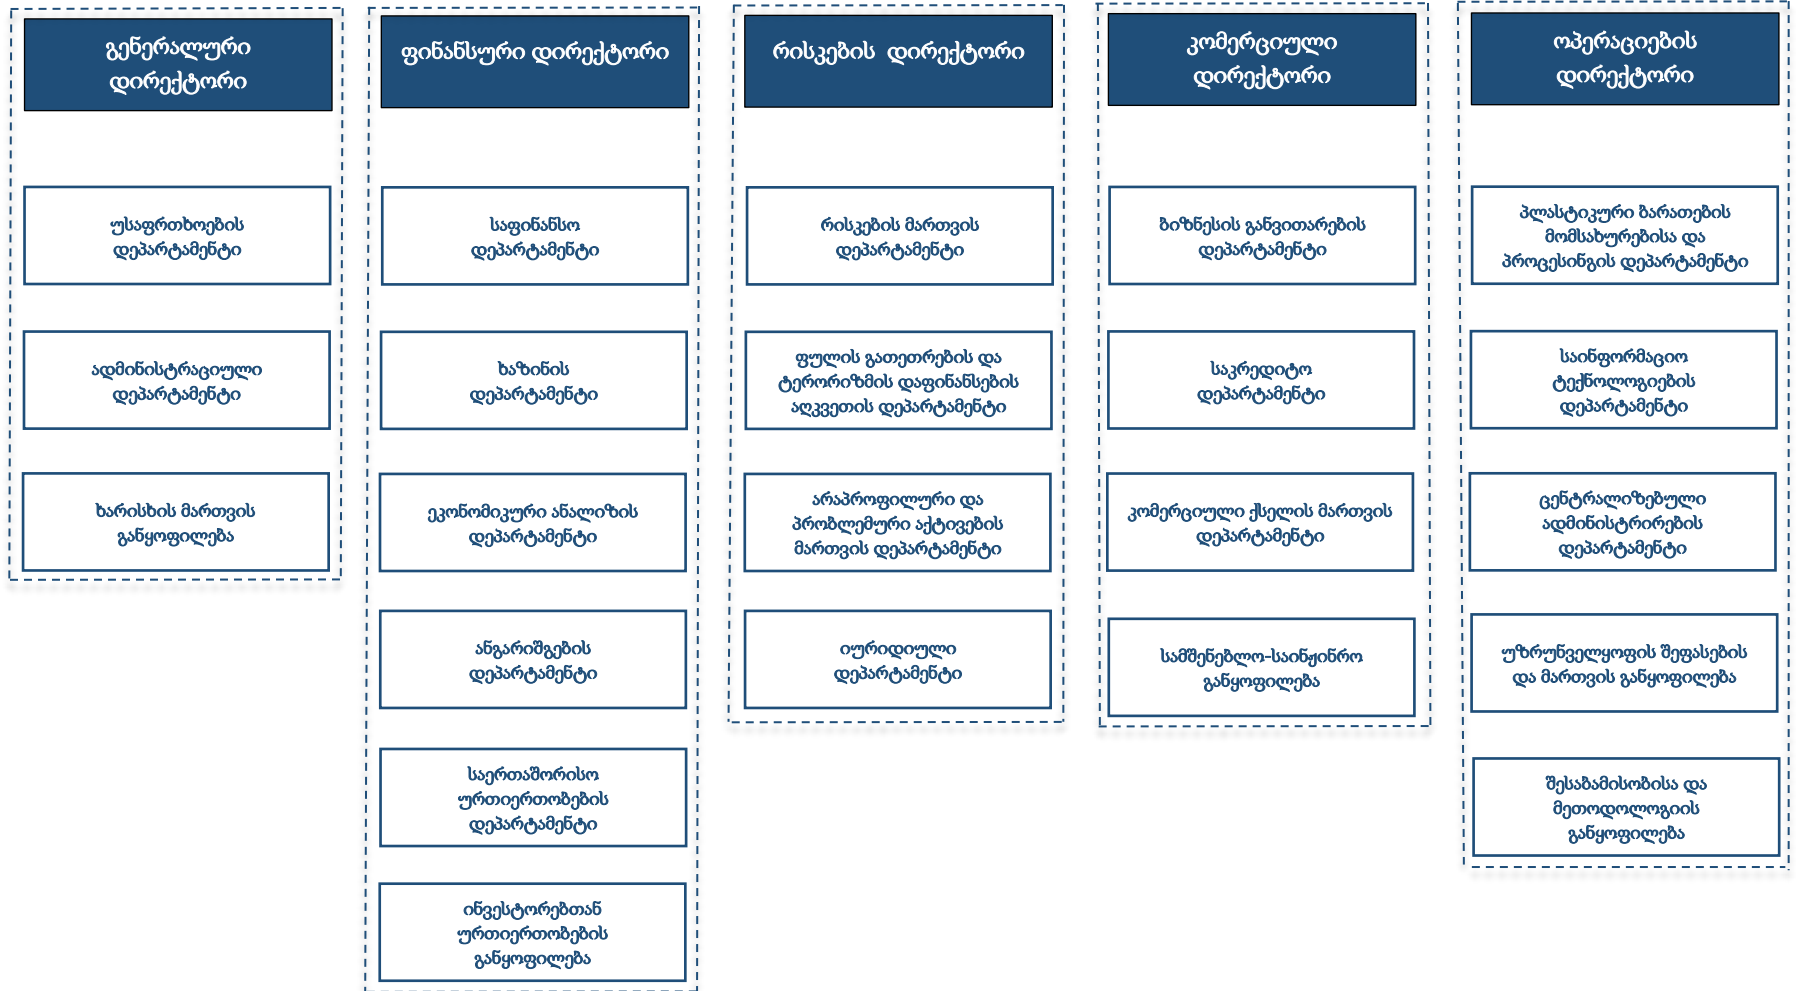 გენერალური
დირექტორი
უსაფრთხოების
დეპარტამენტი
ადმინისტრაციული
დეპარტამენტი
ხარისხის მართვის
განყოფილება
ფინანსური დირექტორი
საფინანსო
დეპარტამენტი
ხაზინის
დეპარტამენტი
ეკონომიკური ანალიზის
დეპარტამენტი
ანგარიშგების
დეპარტამენტი
საერთაშორისო
ურთიერთობების
დეპარტამენტი
ინვესტორებთან
ურთიერთობების
განყოფილება
რისკების დირექტორი
რისკების მართვის
დეპარტამენტი
ფულის გათეთრების და
ტერორიზმის დაფინანსების
აღკვეთის დეპარტამენტი
არაპროფილური და
პრობლემური აქტივების
მართვის დეპარტამენტი
იურიდიული
დეპარტამენტი
კომერციული
დირექტორი
ბიზნესის განვითარების
დეპარტამენტი
საკრედიტო
დეპარტამენტი
კომერციული ქსელის მართვის
დეპარტამენტი
სამშენებლო-საინჟინრო
განყოფილება
ოპერაციების
დირექტორი
პლასტიკური ბარათების
მომსახურებისა და
პროცესინგის დეპარტამენტი
საინფორმაციო
ტექნოლოგიების
დეპარტამენტი
ცენტრალიზებული
ადმინისტრირების
დეპარტამენტი
უზრუნველყოფის შეფასების
და მართვის განყოფილება
შესაბამისობისა და
მეთოდოლოგიის
განყოფილება